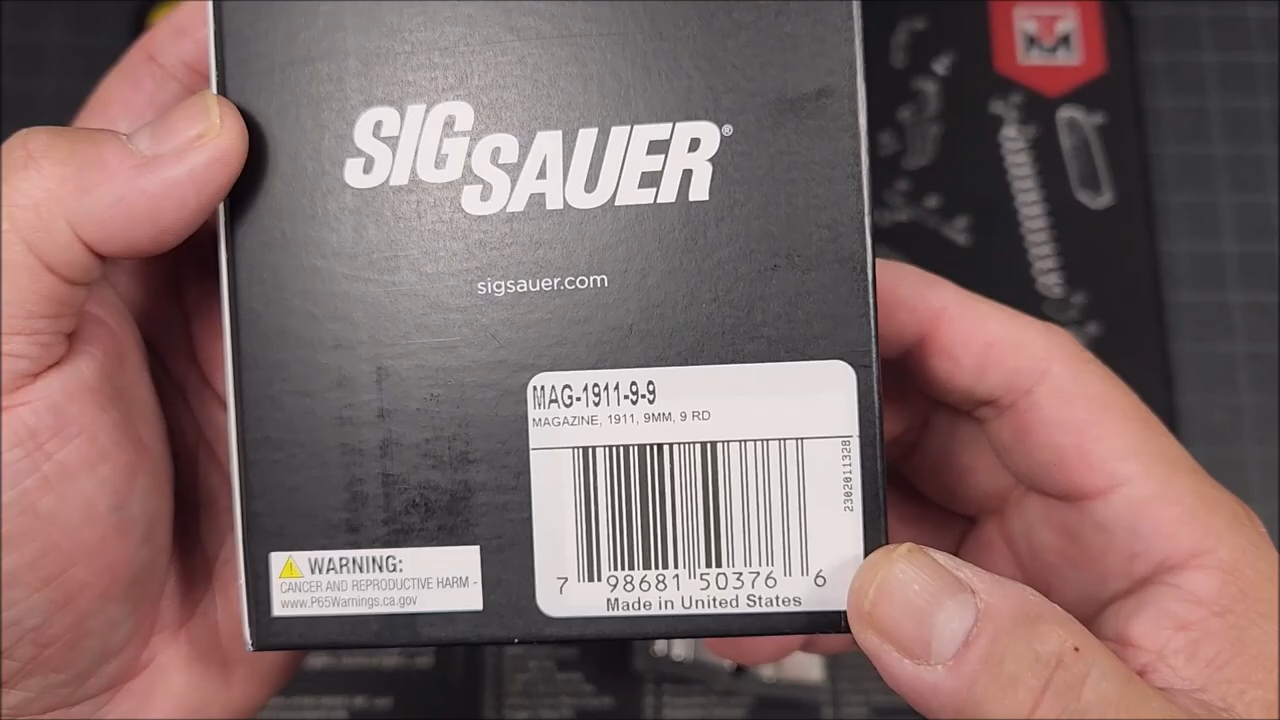 SIG SAUER®
sigsauer.com
MAG-1911-9-9
MAGAZINE, 1911, 9MM, 9 RD
2302011328
7 98681 50376 6
Made in United States
WARNING:
CANCER AND REPRODUCTIVE HARM -
www.P65Warnings.ca.gov